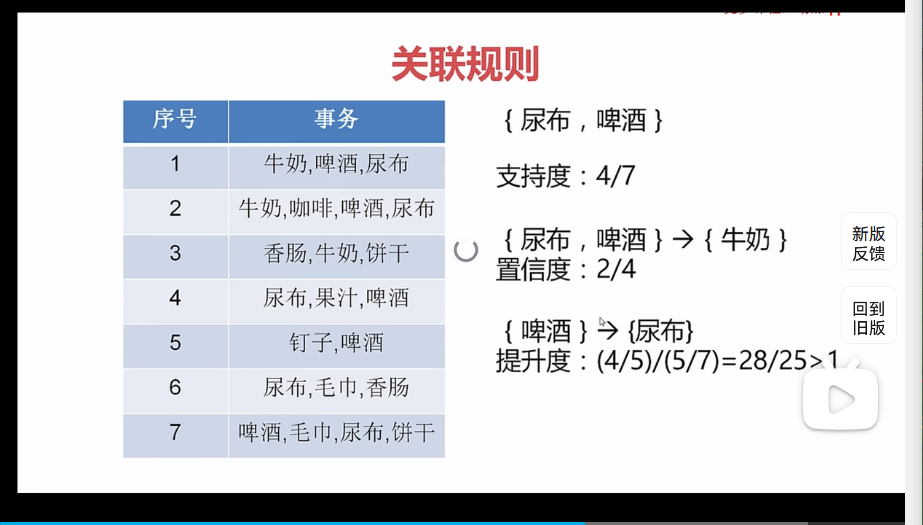 关联规则
序号 事务
1 牛奶,啤酒,尿布
2 牛奶,咖啡,啤酒,尿布
3 香肠,牛奶,饼干
4 尿布,果汁,啤酒
5 钉子,啤酒
6 尿布,毛巾,香肠
7 啤酒,毛巾,尿布,饼干
{ 尿布，啤酒 }
支持度：4/7
{ 尿布，啤酒 } → { 牛奶 }
置信度：2/4
{ 啤酒 } → {尿布}
提升度：(4/5)/(5/7)=28/25>1
新版
反馈
回到
旧版